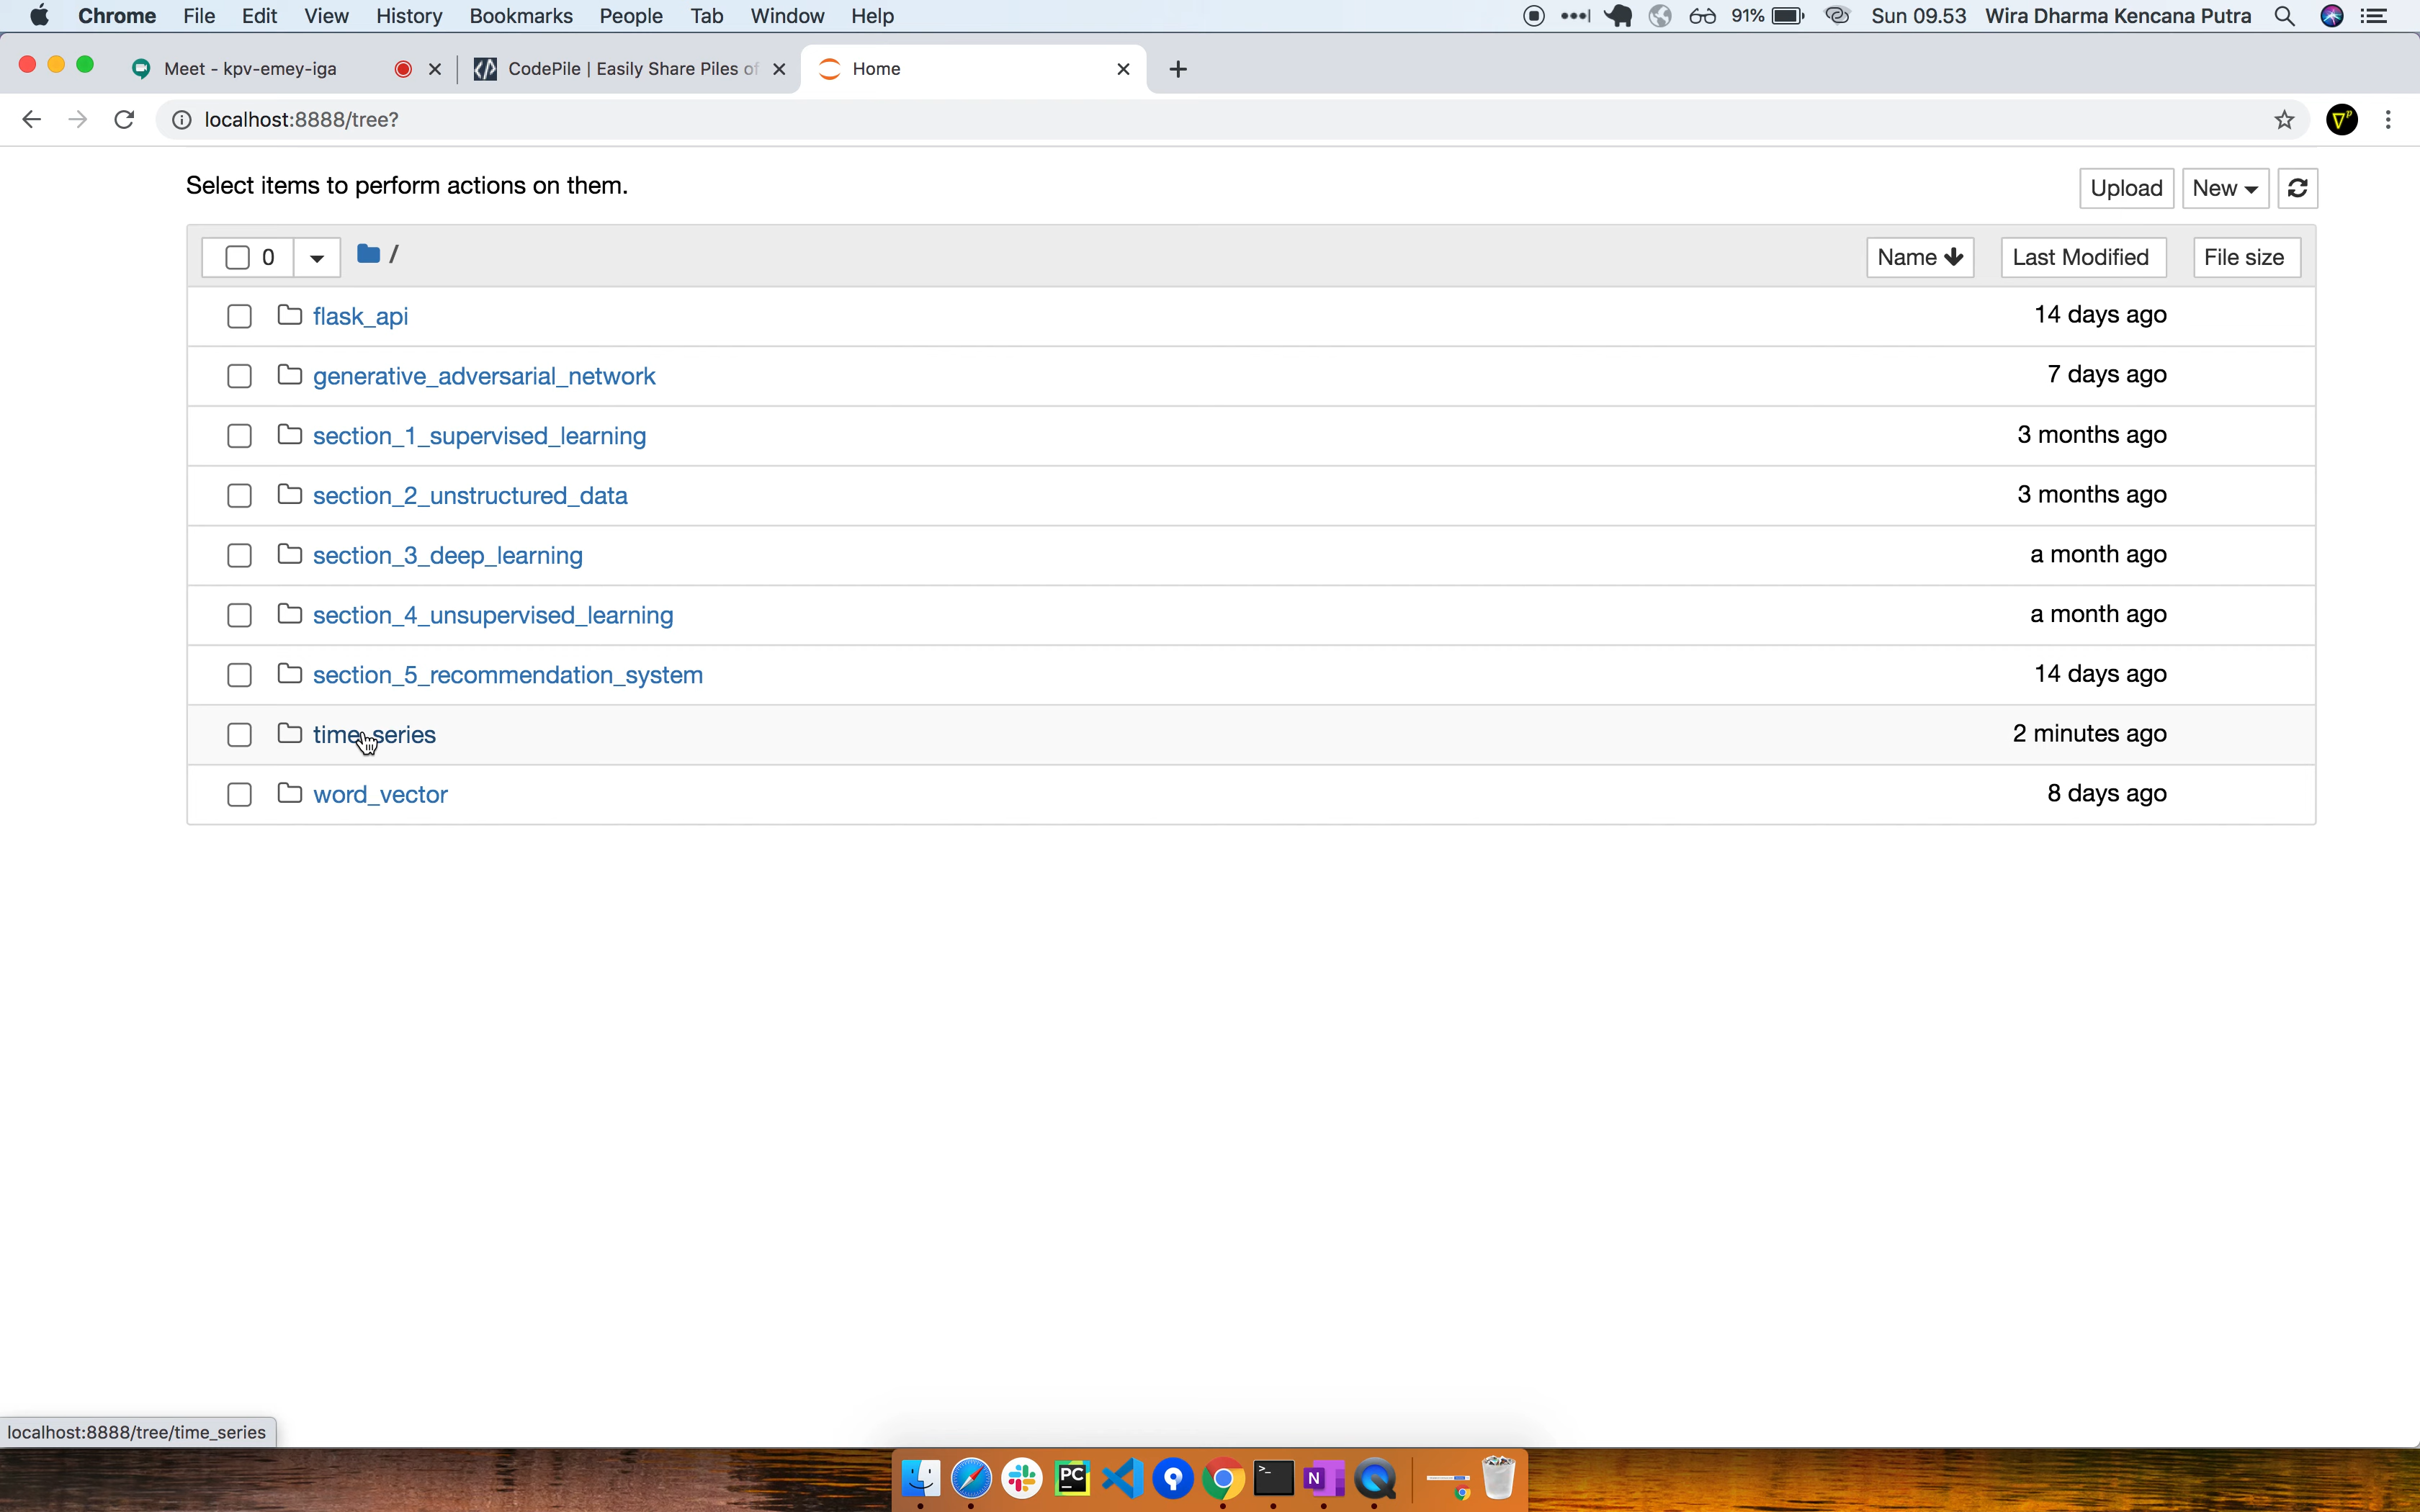 Chrome File Edit View History Bookmarks People Tab Window Help 91% Sun 09.53 Wira Dharma Kencana Putra
Meet - kpv-emey-iga CodePile | Easily Share Piles of Home
localhost:8888/tree?
Select items to perform actions on them. Upload New
0 / Name Last Modified File size
flask_api 14 days ago
generative_adversarial_network 7 days ago
section_1_supervised_learning 3 months ago
section_2_unstructured_data 3 months ago
section_3_deep_learning a month ago
section_4_unsupervised_learning a month ago
section_5_recommendation_system 14 days ago
time_series 2 minutes ago
word_vector 8 days ago
localhost:8888/tree/time_series
PC >_ N